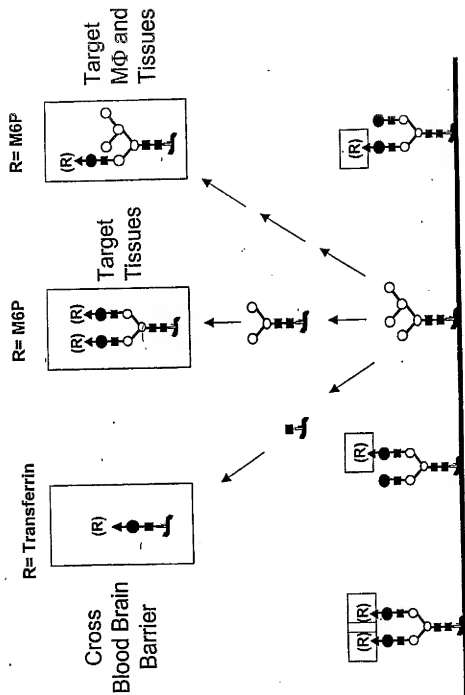 R= Transferrin
R= M6P
R= M6P
Cross
Blood Brain
Barrier
(R)
(R) (R)
Target
Tissues
(R)
Target
MΦ and
Tissues
(R) (R)
(R)
(R)